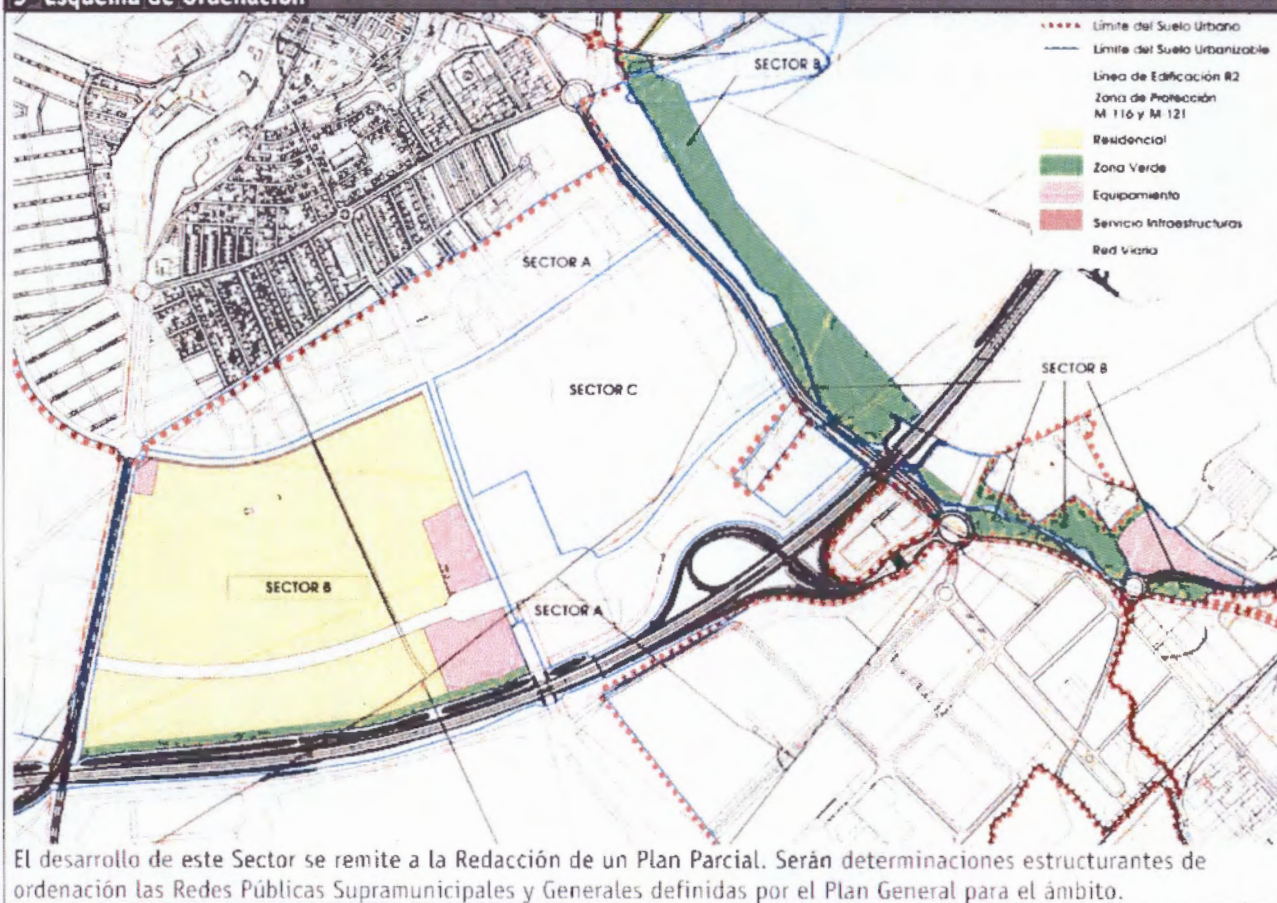 Esquema de Ordenación
Límite del Suelo Urbano
Límite del Suelo Urbanizable
Línea de Edificación R2
Zona de Protección
M-116 y M-121
Residencial
Zona Verde
Equipamiento
Servicio Infraestructuras
Red Viaria
SECTOR B
SECTOR A
SECTOR C
SECTOR B
SECTOR B
SECTOR A
El desarrollo de este Sector se remite a la Redacción de un Plan Parcial. Serán determinaciones estructurantes de
ordenación las Redes Públicas Supramunicipales y Generales definidas por el Plan General para el ámbito.